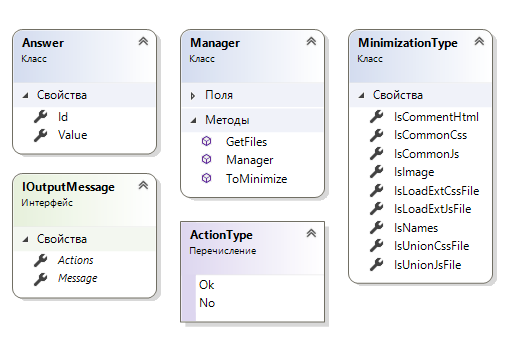 Answer
Класс
Свойства
Id
Value
IOutputMessage
Интерфейс
Свойства
Actions
Message
Manager
Класс
Поля
Методы
GetFiles
Manager
ToMinimize
ActionType
Перечисление
Ok
No
MinimizationType
Класс
Свойства
IsCommentHtml
IsCommonCss
IsCommonJs
IsImage
IsLoadExtCssFile
IsLoadExtJsFile
IsNames
IsUnionCssFile
IsUnionJsFile